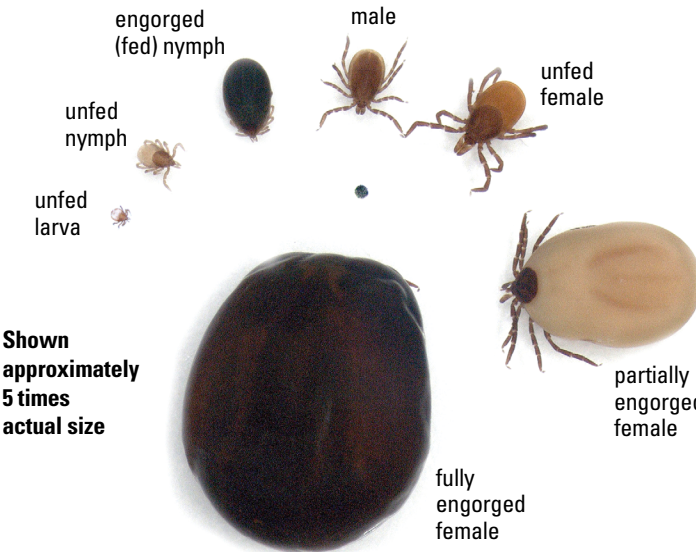 engorged
(fed) nymph
male
unfed
female
unfed
nymph
unfed
larva
Shown
approximately
5 times
actual size
partially
engorged
female
fully
engorged
female